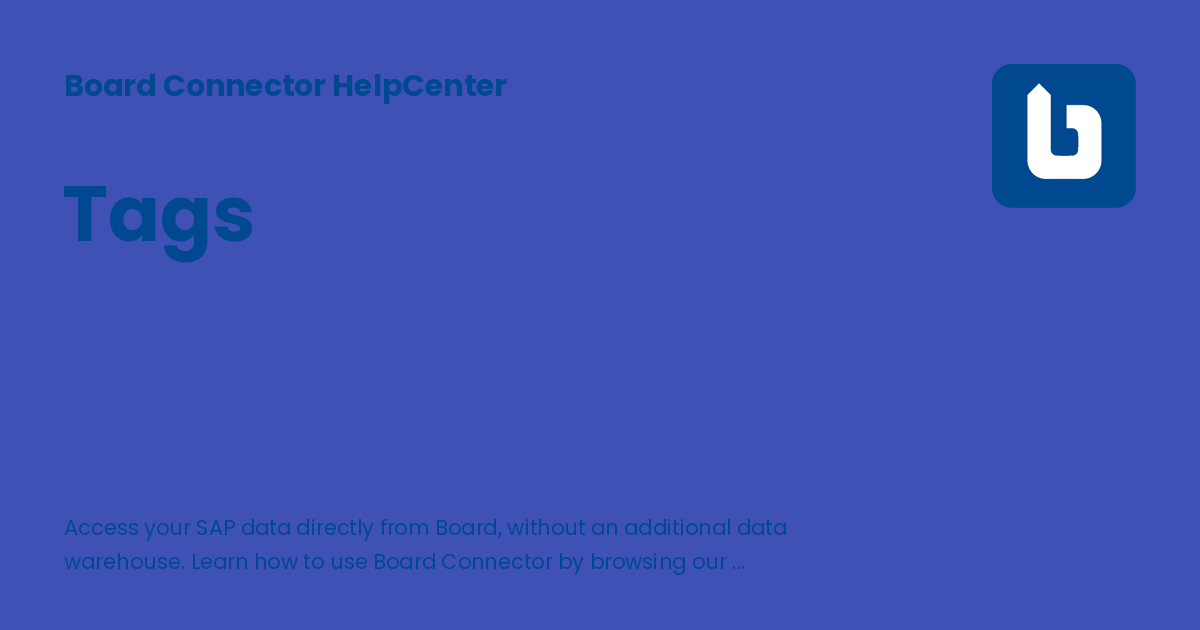 Board Connector HelpCenter
Tags
Access your SAP data directly from Board, without an additional data
warehouse. Learn how to use Board Connector by browsing our ...